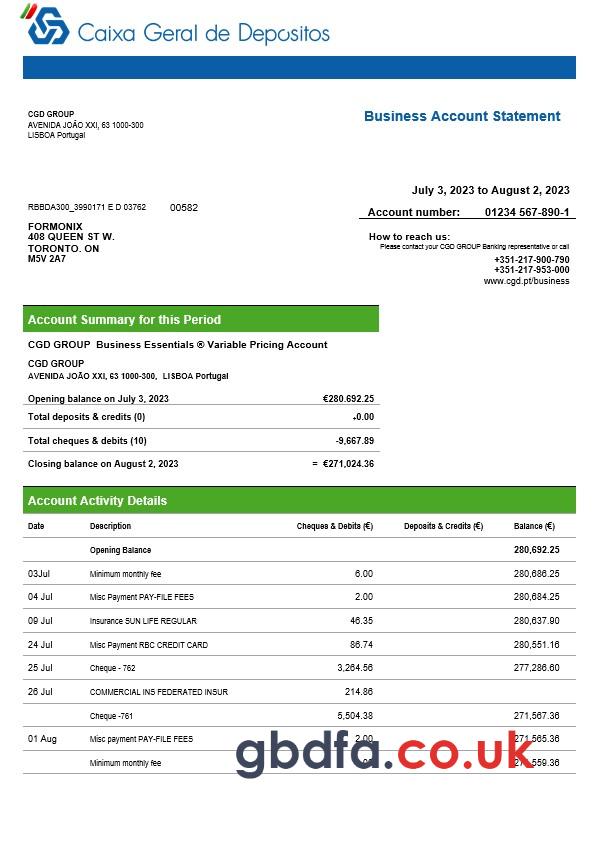 Caixa Geral de Depósitos
CGD GROUP
AVENIDA JOÃO XXI, 63 1000-300
LISBOA Portugal
Business Account Statement
July 3, 2023 to August 2, 2023
RBBDA300_3990171 E D 03762 00582
Account number: 01234 567-890-1
FORMONIX
408 QUEEN ST W.
TORONTO. ON
M5V 2A7
How to reach us:
Please contact your CGD GROUP Banking representative or call
+351-217-900-790
+351-217-953-000
www.cgd.pt/business
Account Summary for this Period
CGD GROUP Business Essentials ® Variable Pricing Account
CGD GROUP
AVENIDA JOÃO XXI, 63 1000-300, LISBOA Portugal
Opening balance on July 3, 2023 €280.692.25
Total deposits & credits (0) +0.00
Total cheques & debits (10) -9,667.89
Closing balance on August 2, 2023 = €271,024.36
Account Activity Details
Date Description Cheques & Debits (€) Deposits & Credits (€) Balance (€)
Opening Balance 280,692.25
03Jul Minimum monthly fee 6.00 280,686.25
04 Jul Misc Payment PAY-FILE FEES 2.00 280,684.25
09 Jul Insurance SUN LIFE REGULAR 46.35 280,637.90
24 Jul Misc Payment RBC CREDIT CARD 86.74 280,551.16
25 Jul Cheque - 762 3,264.56 277,286.60
26 Jul COMMERCIAL INS FEDERATED INSUR 214.86
Cheque -761 5,504.38 271,567.36
01 Aug Misc payment PAY-FILE FEES 2.00 271,565.36
Minimum monthly fee
gbdfa.co.uk